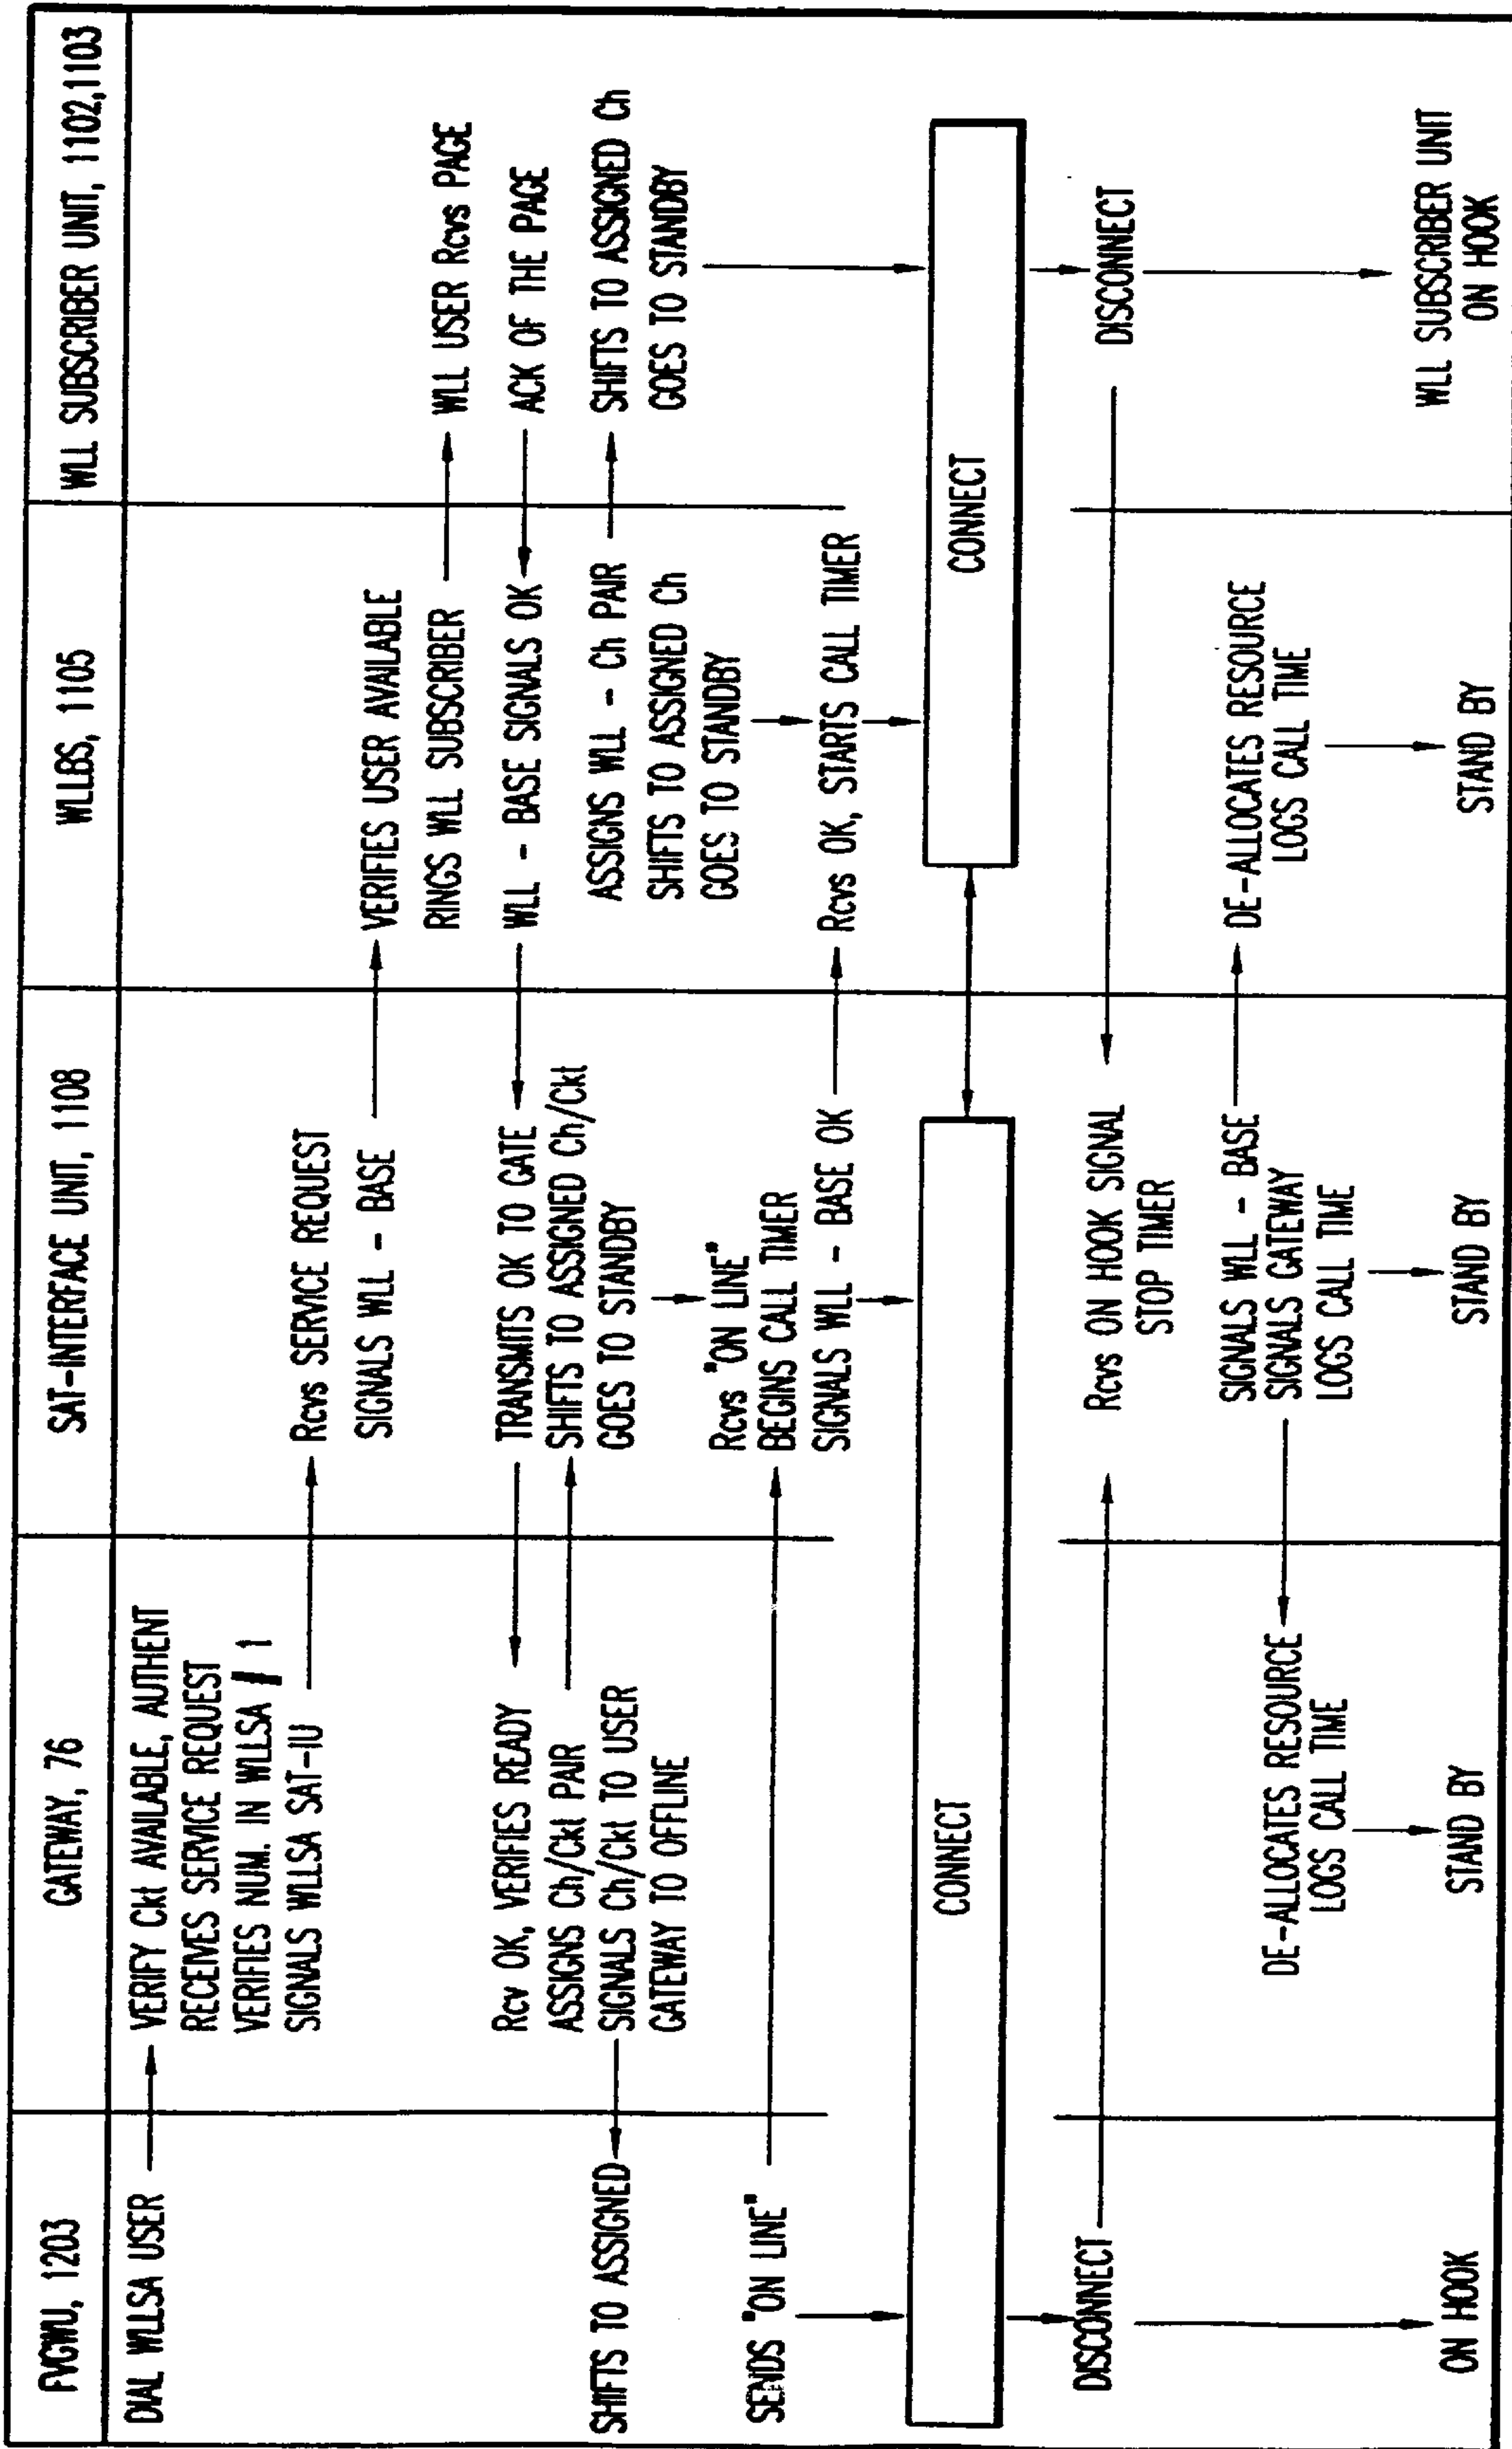 FVGWU, 1203
GATEWAY, 76
SAT-INTERFACE UNIT, 1108
WLLBS, 1105
WLL SUBSCRIBER UNIT, 1102,1103
DIAL WLLSA USER
VERIFY Ckt AVAILABLE, AUTHENT
RECEIVES SERVICE REQUEST
VERIFIES NUM. IN WLLSA # 1
SIGNALS WLLSA SAT-IU
Rcvs SERVICE REQUEST
SIGNALS WLL - BASE
VERIFIES USER AVAILABLE
RINGS WLL SUBSCRIBER
WLL USER Rcvs PAGE
ACK OF THE PAGE
WLL - BASE SIGNALS OK
TRANSMITS OK TO GATE
SHIFTS TO ASSIGNED Ch/Ckt
GOES TO STANDBY
Rcv OK, VERIFIES READY
ASSIGNS Ch/Ckt PAIR
SIGNALS Ch/Ckt TO USER
GATEWAY TO OFFLINE
ASSIGNS WLL - Ch PAIR
SHIFTS TO ASSIGNED Ch
GOES TO STANDBY
SHIFTS TO ASSIGNED Ch
GOES TO STANDBY
SHIFTS TO ASSIGNED
SENDS "ON LINE"
Rcvs "ON LINE"
BEGINS CALL TIMER
SIGNALS WLL - BASE OK
Rcvs OK, STARTS CALL TIMER
CONNECT
CONNECT
DISCONNECT
Rcvs ON HOOK SIGNAL
STOP TIMER
DISCONNECT
SIGNALS WLL - BASE
SIGNALS GATEWAY
LOGS CALL TIME
DE-ALLOCATES RESOURCE
LOGS CALL TIME
DE-ALLOCATES RESOURCE
LOGS CALL TIME
ON HOOK
STAND BY
STAND BY
STAND BY
WLL SUBSCRIBER UNIT
ON HOOK